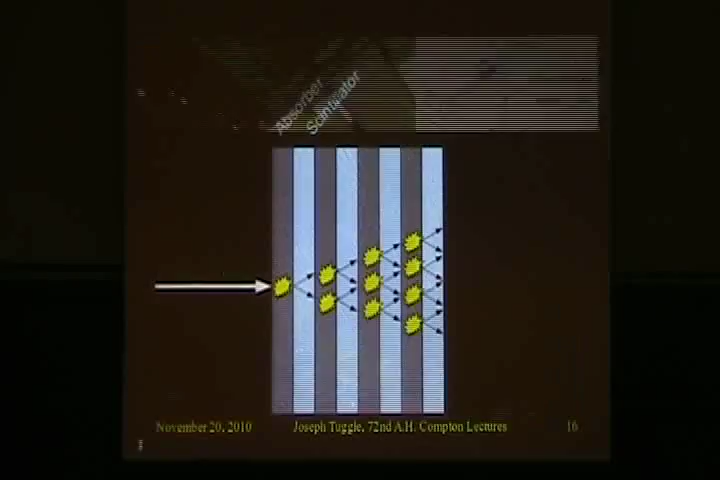 Absorber
Scintillator
November 20, 2010
Joseph Tuggle, 72nd A.H. Compton Lectures
16